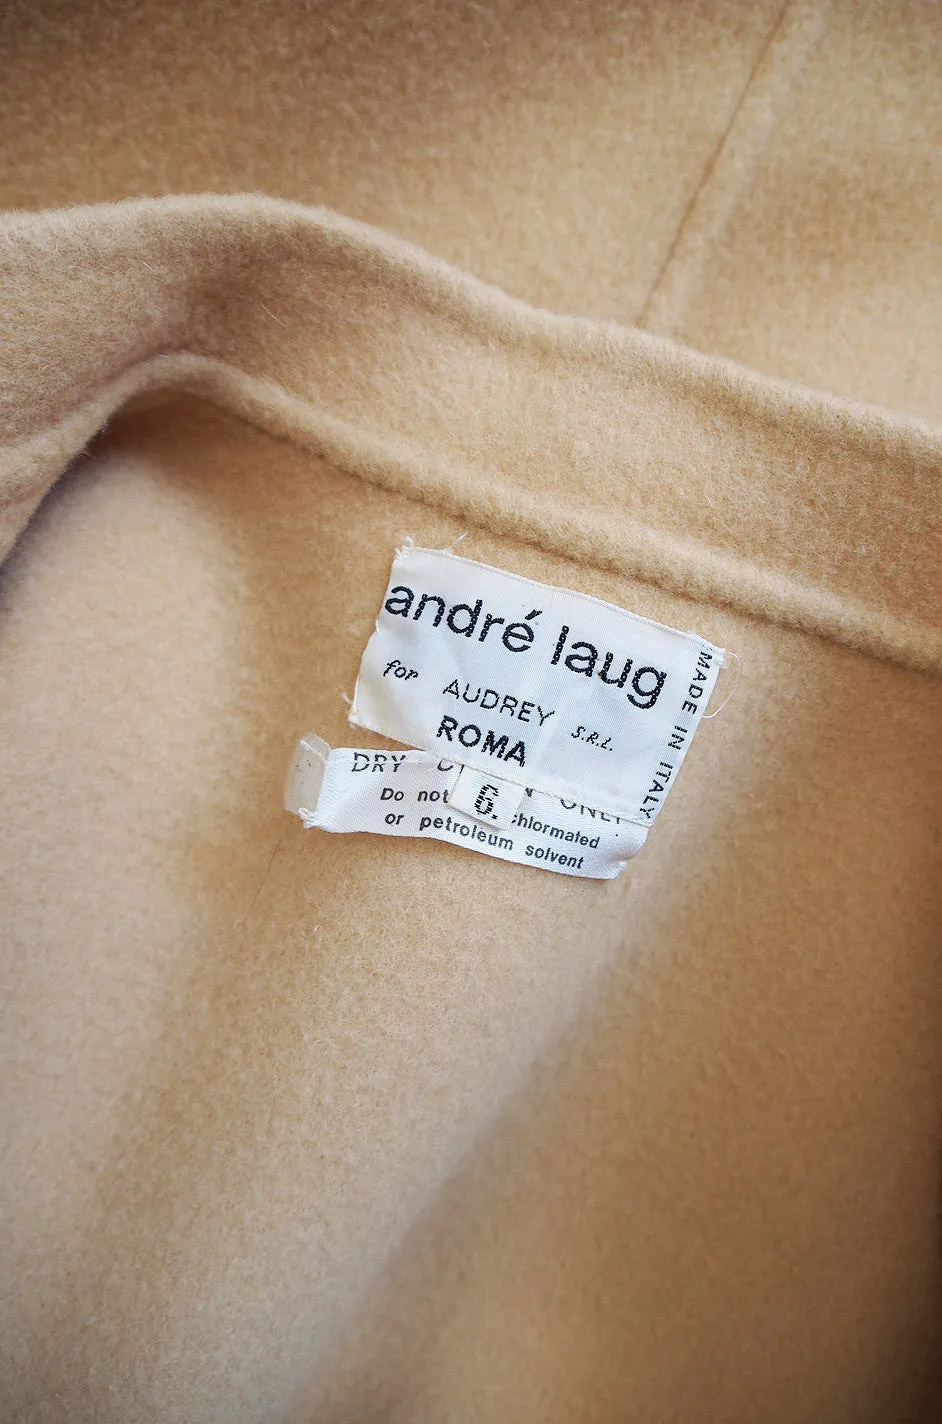 andré laug
for AUDREY S.R.L.
ROMA
MADE IN ITALY
DRY ONLY
6.
Do not chlormated
or petroleum solvent